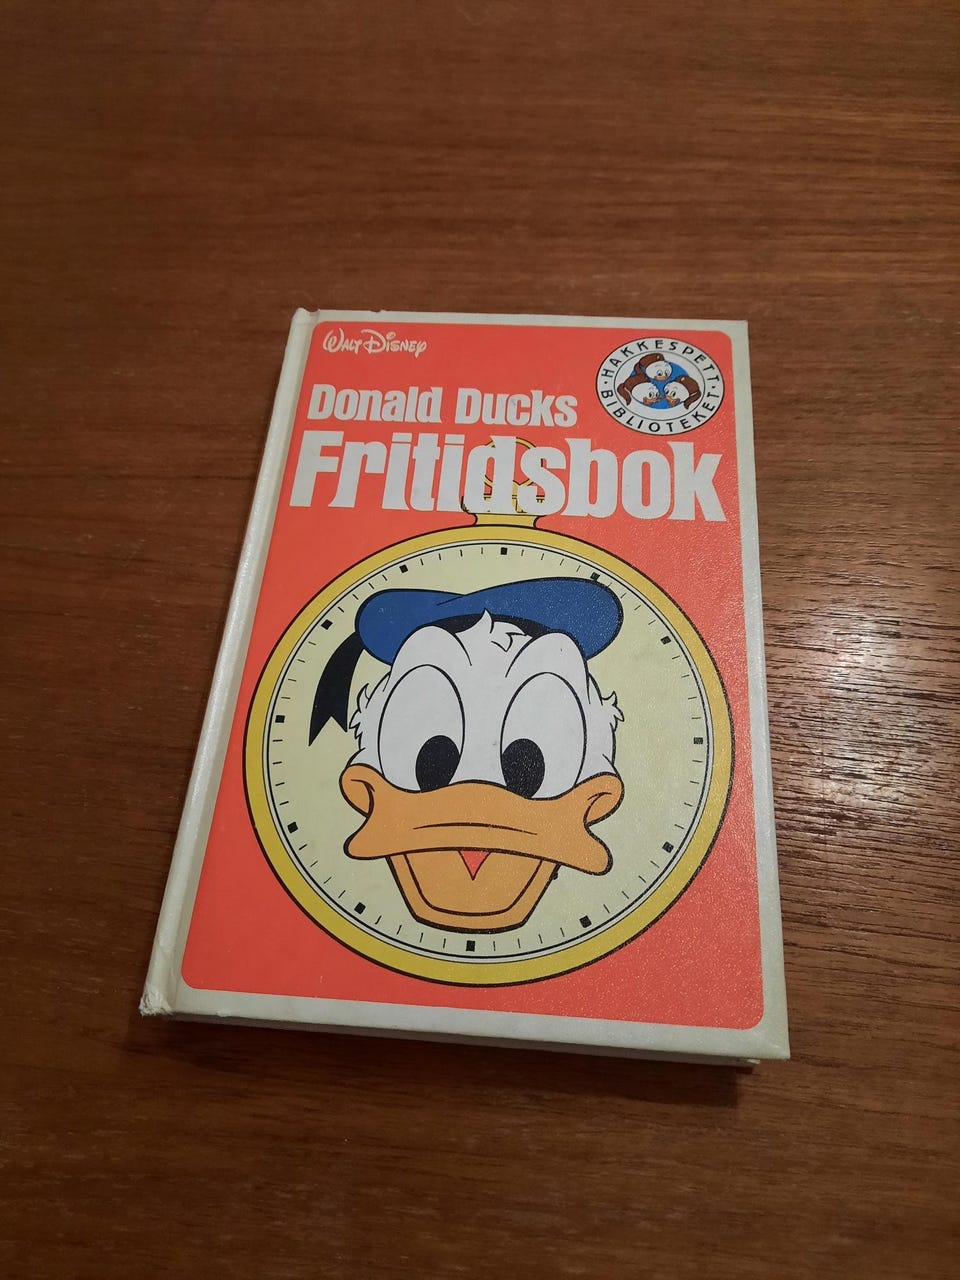 Walt Disney
HAKKESPETT
BIBLIOTEKET
Donald Ducks
Fritidsbok